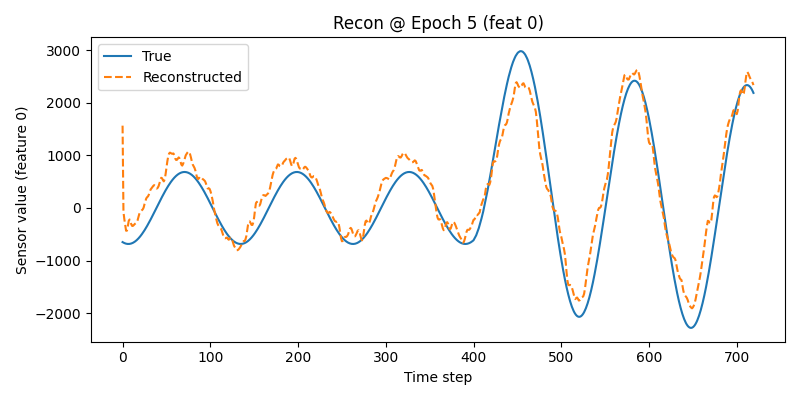 Recon @ Epoch 5 (feat 0)
True
Reconstructed
Sensor value (feature 0)
3000
2000
1000
0
−1000
−2000
0 100 200 300 400 500 600 700
Time step